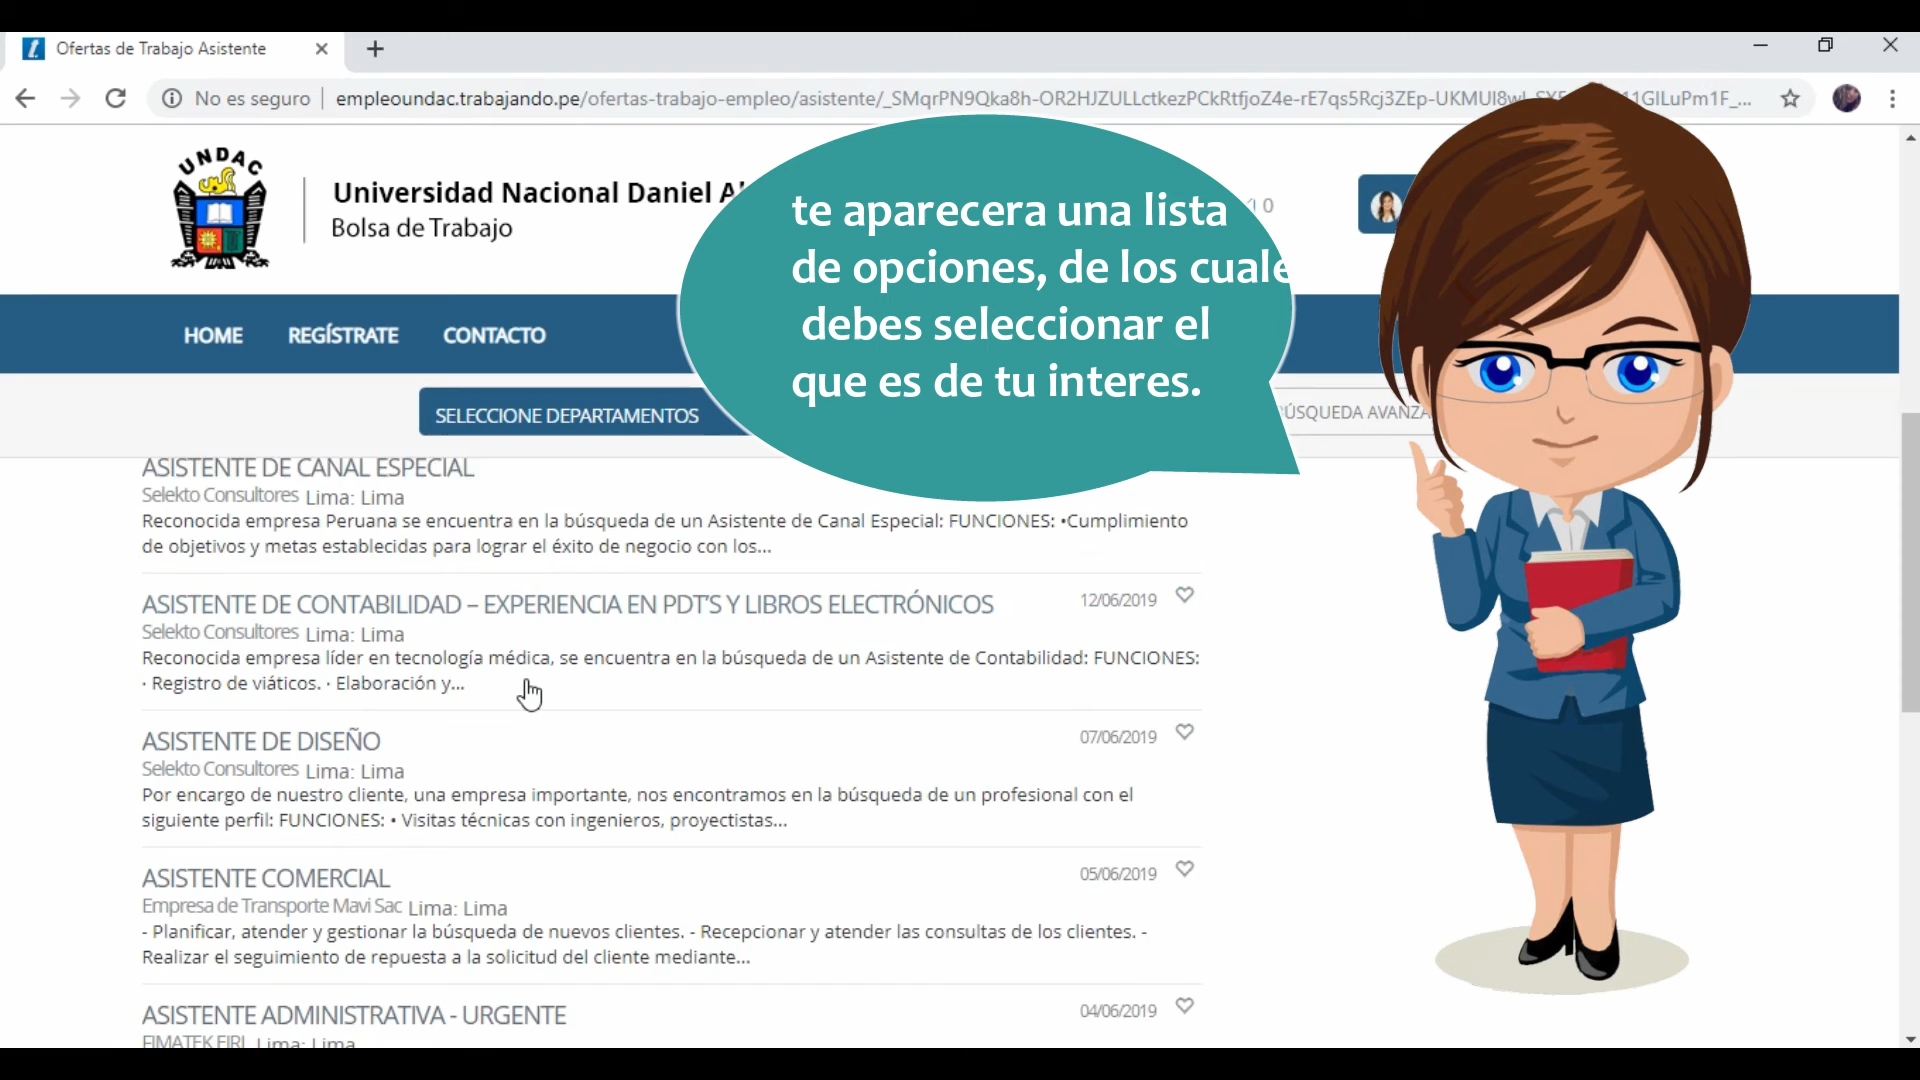 Ofertas de Trabajo Asistente
No es seguro
empleoundac.trabajando.pe/ofertas-trabajo-empleo/asistente/
UNDAC
Universidad Nacional Daniel
Bolsa de Trabajo
te aparecera una lista
de opciones, de los cuale
debes seleccionar el
que es de tu interes.
0
HOME REGÍSTRATE CONTACTO
SELECCIONE DEPARTAMENTOS
ÚSQUEDA AVANZA
ASISTENTE DE CANAL ESPECIAL
Selekto Consultores Lima: Lima
Reconocida empresa Peruana se encuentra en la búsqueda de un Asistente de Canal Especial: FUNCIONES: •Cumplimiento
de objetivos y metas establecidas para lograr el éxito de negocio con los...
ASISTENTE DE CONTABILIDAD – EXPERIENCIA EN PDT'S Y LIBROS ELECTRÓNICOS 12/06/2019
Selekto Consultores Lima: Lima
Reconocida empresa líder en tecnología médica, se encuentra en la búsqueda de un Asistente de Contabilidad: FUNCIONES:
· Registro de viáticos. · Elaboración y...
ASISTENTE DE DISEÑO 07/06/2019
Selekto Consultores Lima: Lima
Por encargo de nuestro cliente, una empresa importante, nos encontramos en la búsqueda de un profesional con el
siguiente perfil: FUNCIONES: • Visitas técnicas con ingenieros, proyectistas...
ASISTENTE COMERCIAL 05/06/2019
Empresa de Transporte Mavi Sac Lima: Lima
- Planificar, atender y gestionar la búsqueda de nuevos clientes. - Recepcionar y atender las consultas de los clientes. -
Realizar el seguimiento de repuesta a la solicitud del cliente mediante...
ASISTENTE ADMINISTRATIVA - URGENTE 04/06/2019
FIMATEK EIRL Lima: Lima